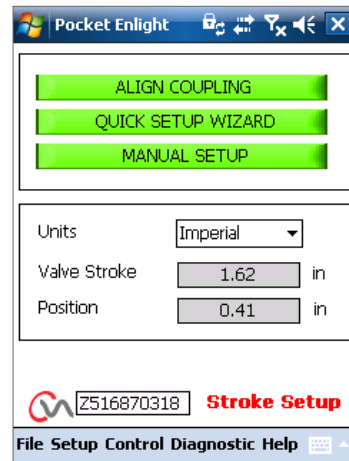 Pocket Enlight
ALIGN COUPLING
QUICK SETUP WIZARD
MANUAL SETUP
Units Imperial
Valve Stroke 1.62 in
Position 0.41 in
Z516870318 Stroke Setup
File Setup Control Diagnostic Help